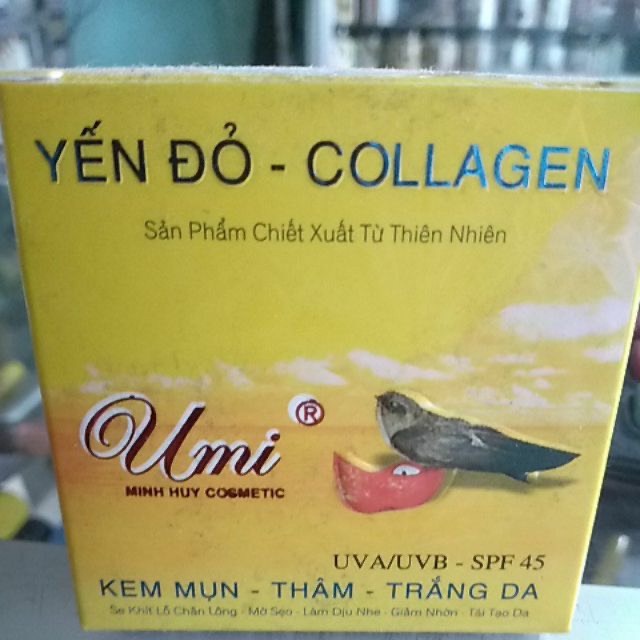 YẾN ĐỎ - COLLAGEN
Sản Phẩm Chiết Xuất Từ Thiên Nhiên
Umi ®
MINH HUY COSMETIC
UVA/UVB - SPF 45
KEM MỤN - THÂM - TRẮNG DA
Se Khít Lỗ Chân Lông - Mờ Sẹo - Làm Dịu Nhẹ - Giảm Nhờn - Tái Tạo Da